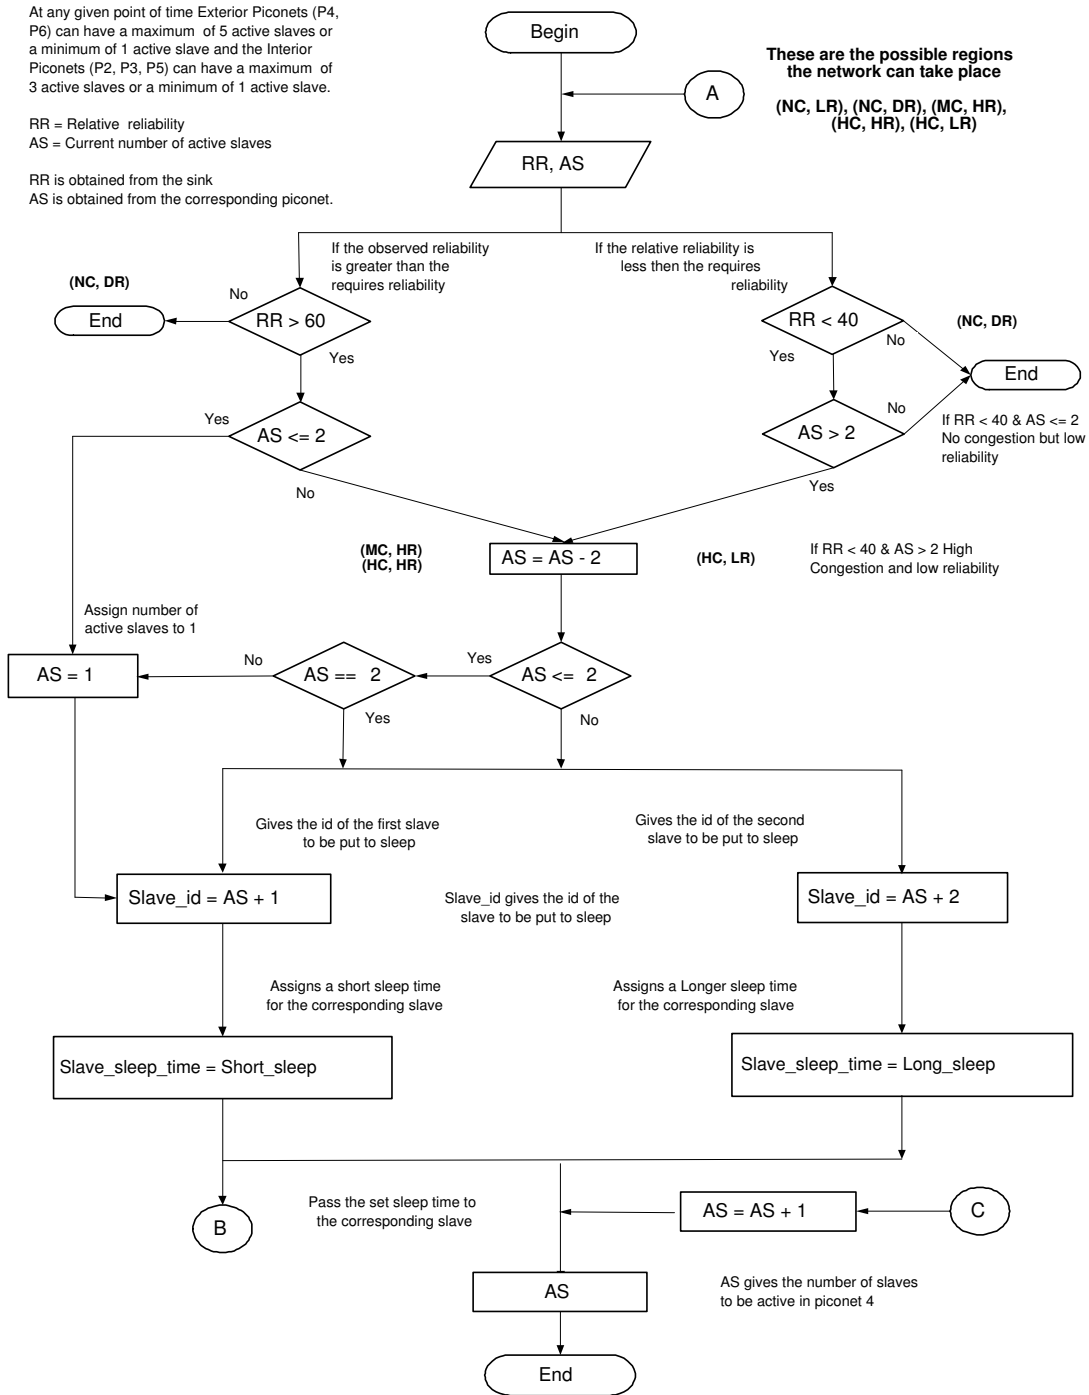 At any given point of time Exterior Piconets (P4,
P6) can have a maximum of 5 active slaves or
a minimum of 1 active slave and the Interior
Piconets (P2, P3, P5) can have a maximum of
3 active slaves or a minimum of 1 active slave.
RR = Relative reliability
AS = Current number of active slaves
RR is obtained from the sink
AS is obtained from the corresponding piconet.
Begin
A
These are the possible regions
the network can take place
(NC, LR), (NC, DR), (MC, HR),
(HC, HR), (HC, LR)
RR, AS
If the observed reliability
is greater than the
requires reliability
If the relative reliability is
less then the requires
reliability
(NC, DR)
No
End
RR > 60
Yes
RR < 40
No
Yes
(NC, DR)
End
Yes
AS <= 2
No
AS > 2
No
Yes
If RR < 40 & AS <= 2
No congestion but low
reliability
(MC, HR)
(HC, HR)
AS = AS - 2
(HC, LR)
If RR < 40 & AS > 2 High
Congestion and low reliability
Assign number of
active slaves to 1
AS = 1
No
AS == 2
Yes
Yes
AS <= 2
No
Gives the id of the first slave
to be put to sleep
Gives the id of the second
slave to be put to sleep
Slave_id = AS + 1
Slave_id gives the id of the
slave to be put to sleep
Slave_id = AS + 2
Assigns a short sleep time
for the corresponding slave
Assigns a Longer sleep time
for the corresponding slave
Slave_sleep_time = Short_sleep
Slave_sleep_time = Long_sleep
B
Pass the set sleep time to
the corresponding slave
AS = AS + 1
C
AS
AS gives the number of slaves
to be active in piconet 4
End